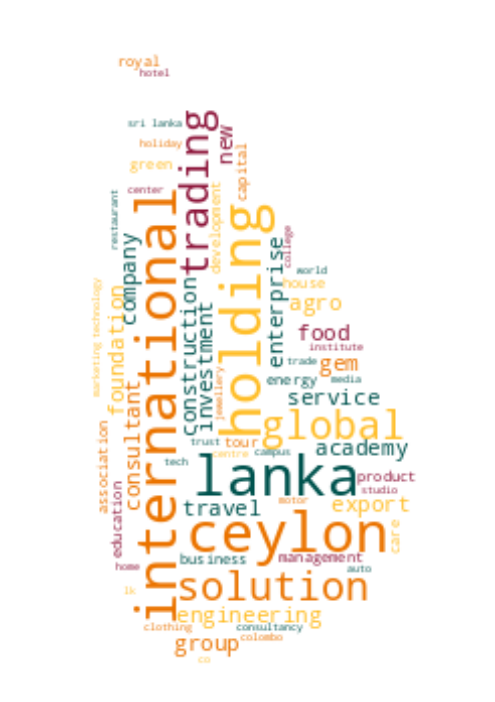 royal
hotel
sri lanka
trading
new
holiday
green
capital
center
development
restaurant
international
holding
company
college
enterprise
world
house
marketing technology
foundation
construction
investment
agro
food
institute
trade
gem
energy
media
jewellery
consultant
service
global
association
trust
tour
centre
campus
academy
tech
lanka
product
studio
education
travel
motor
export
ceylon
care
business
management
home
auto
solution
lk
engineering
clothing
consultancy
group
colombo
co